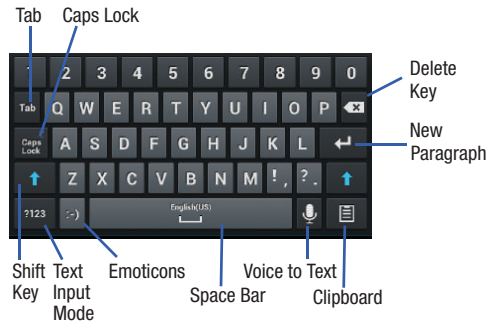 Tab Caps Lock
1 2 3 4 5 6 7 8 9 0
Delete
Key
Tab Q W E R T Y U I O P
Caps
Lock A S D F G H J K L
New
Paragraph
Z X C V B N M ! , ? .
?123 :-) English(US)
Shift
Key
Text
Input
Mode
Emoticons
Space Bar
Voice to Text
Clipboard